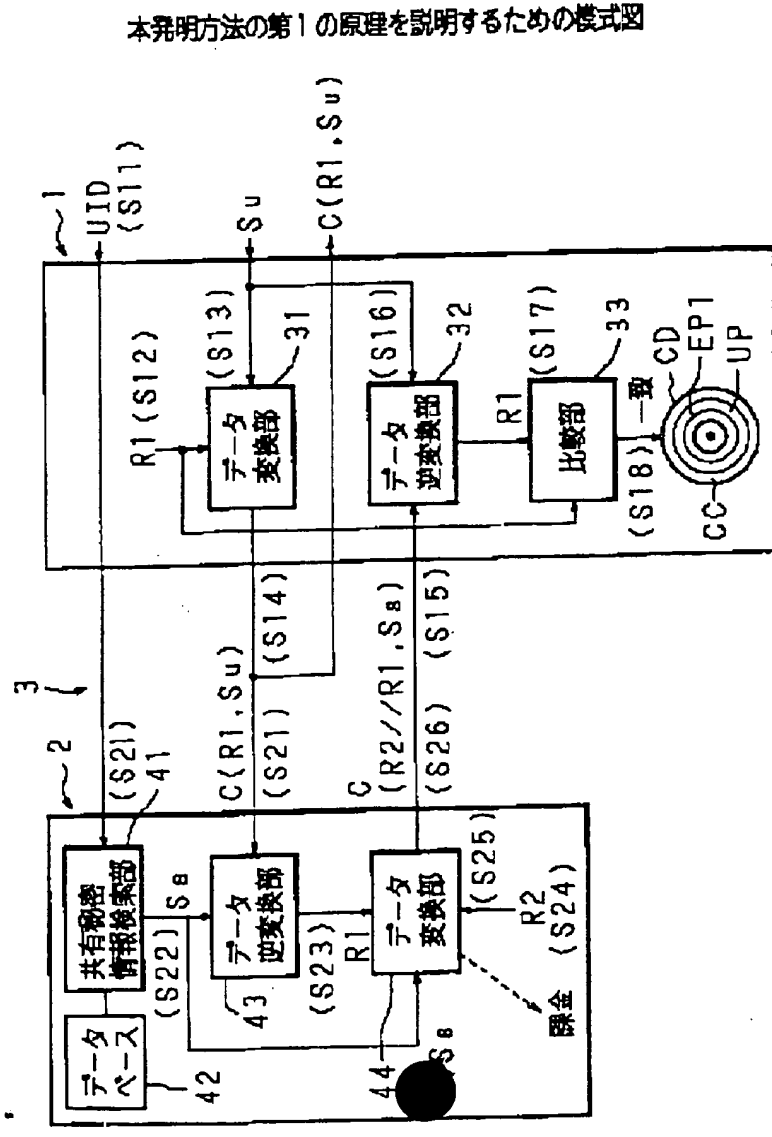 本発明方法の第1の原理を説明するための模式図
1
UID
(S11)
Su
C(R1,Su)
R1(S12)
(S13)
31
データ
変換部
(S16)
32
データ
逆変換部
R1
(S17)
33
比較部
(S18)
一致
CD
EP1
UP
CC
3
(S14)
(S15)
2
(S21)
41
C(R1,Su)
(S21)
C
(R2//R1,Ss)
(S26)
共有秘密
情報検索部
データ
ベース
42
(S22)
Ss
データ
逆変換部
43
(S23)
R1
データ
変換部
44
Ss
(S25)
R2
(S24)
課金